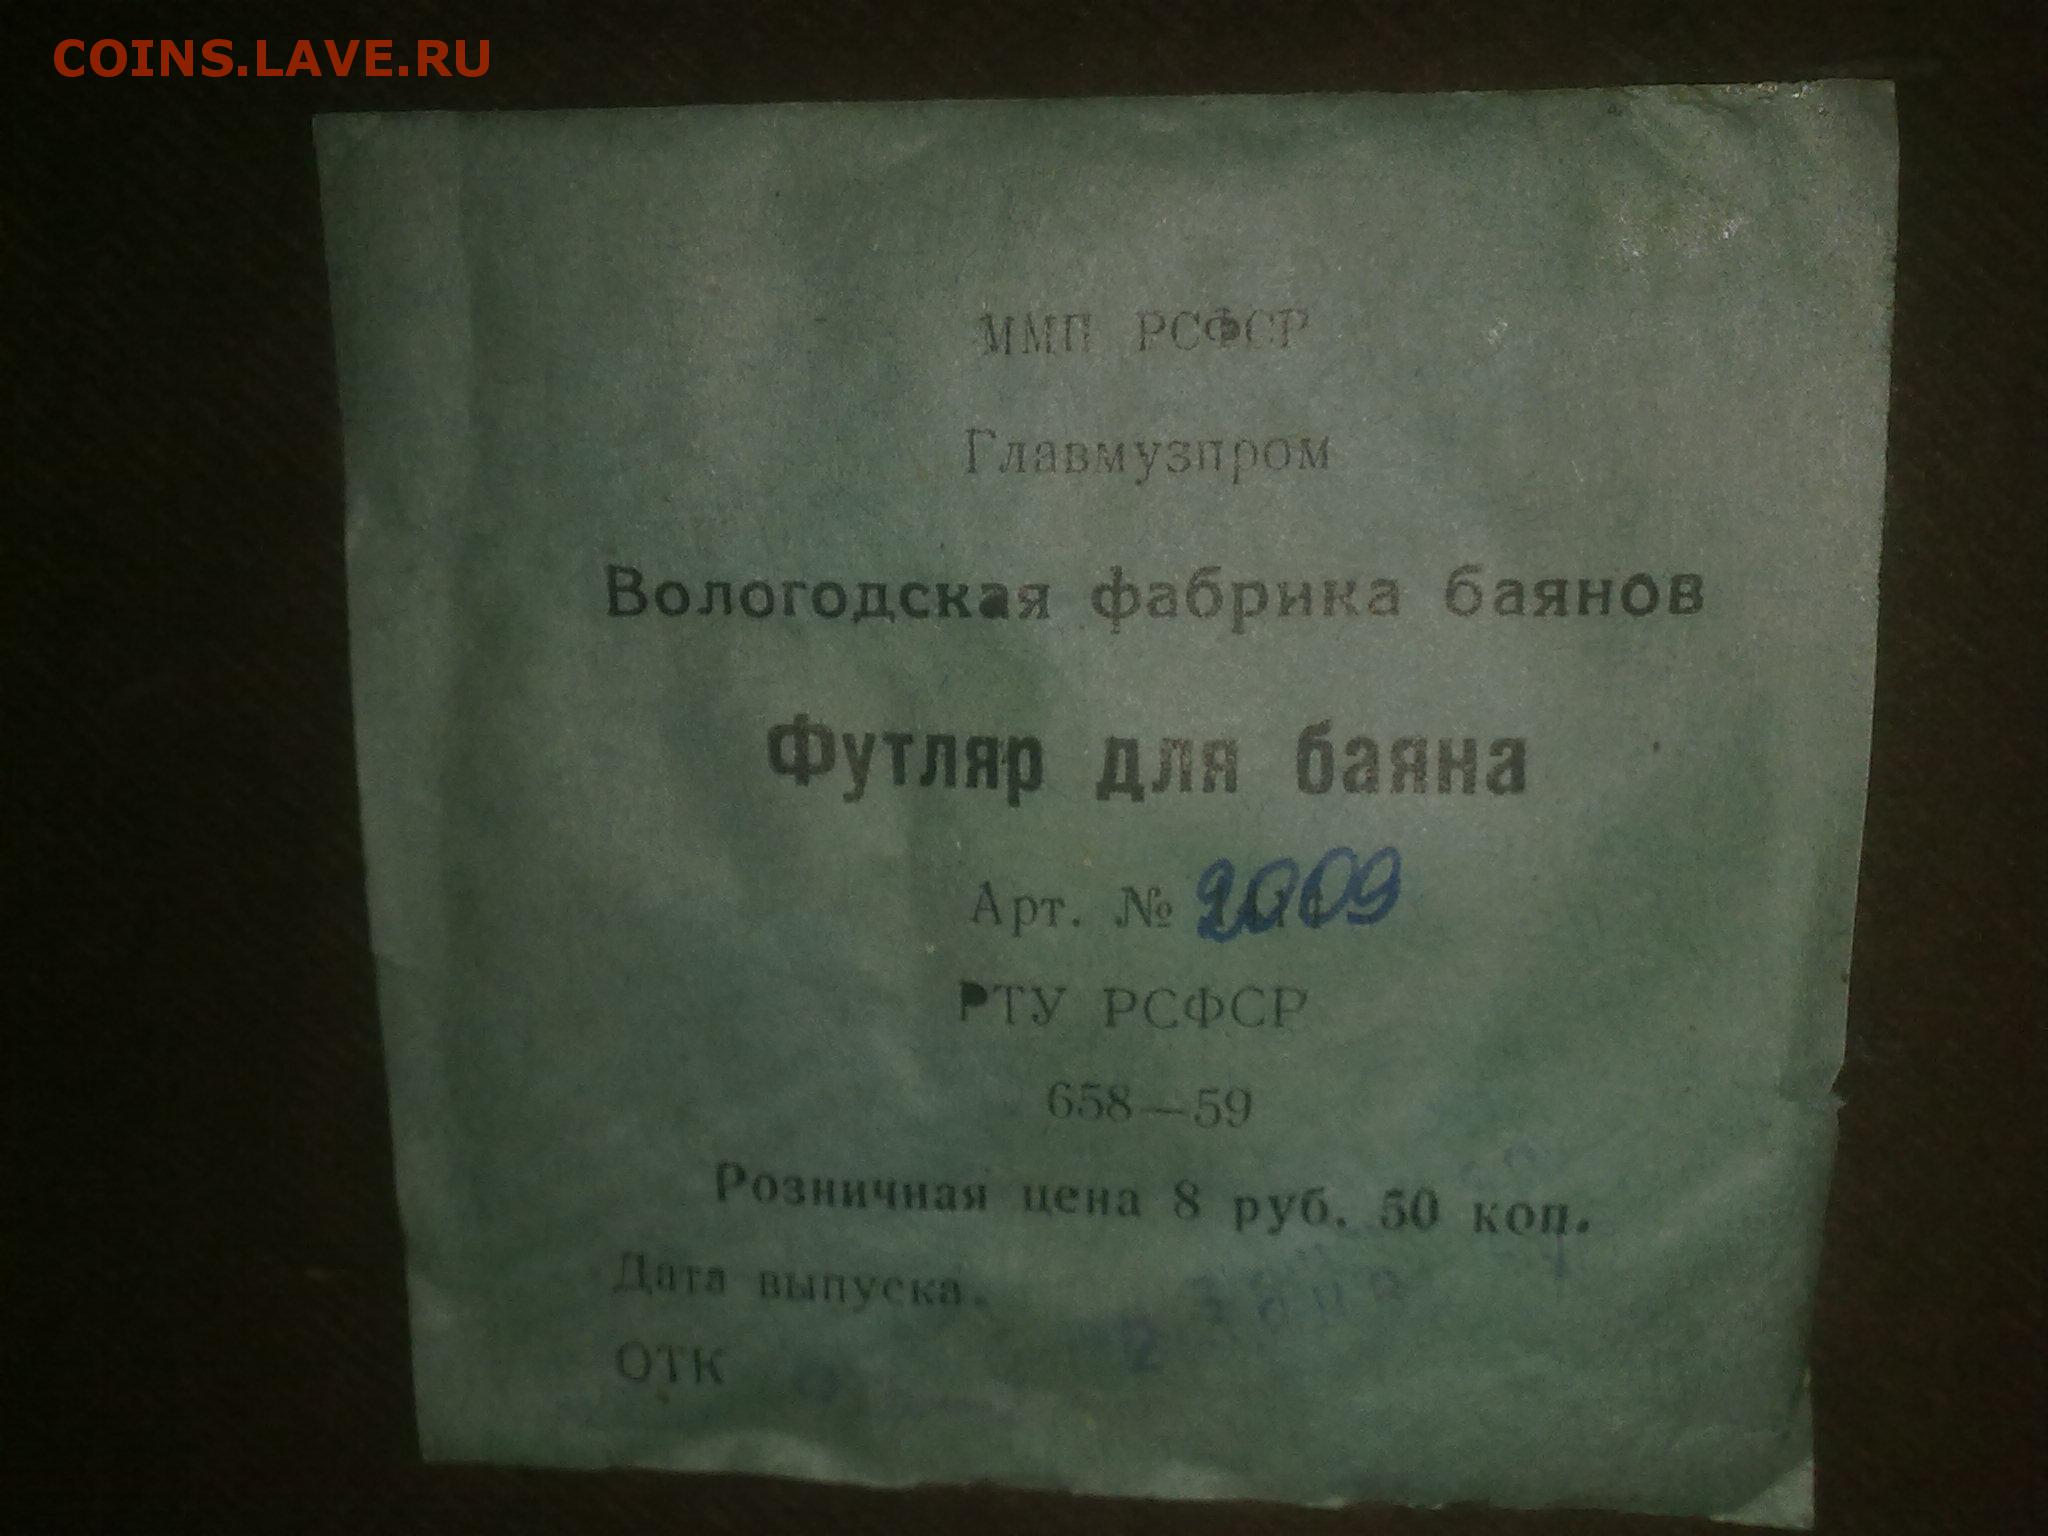 COINS.LAVE.RU
ММП РСФСР
Главмузпром
Вологодская фабрика баянов
Футляр для баяна
Арт. № 2009
РТУ РСФСР
658—59
Розничная цена 8 руб. 50 коп.
Дата выпуска.
ОТК